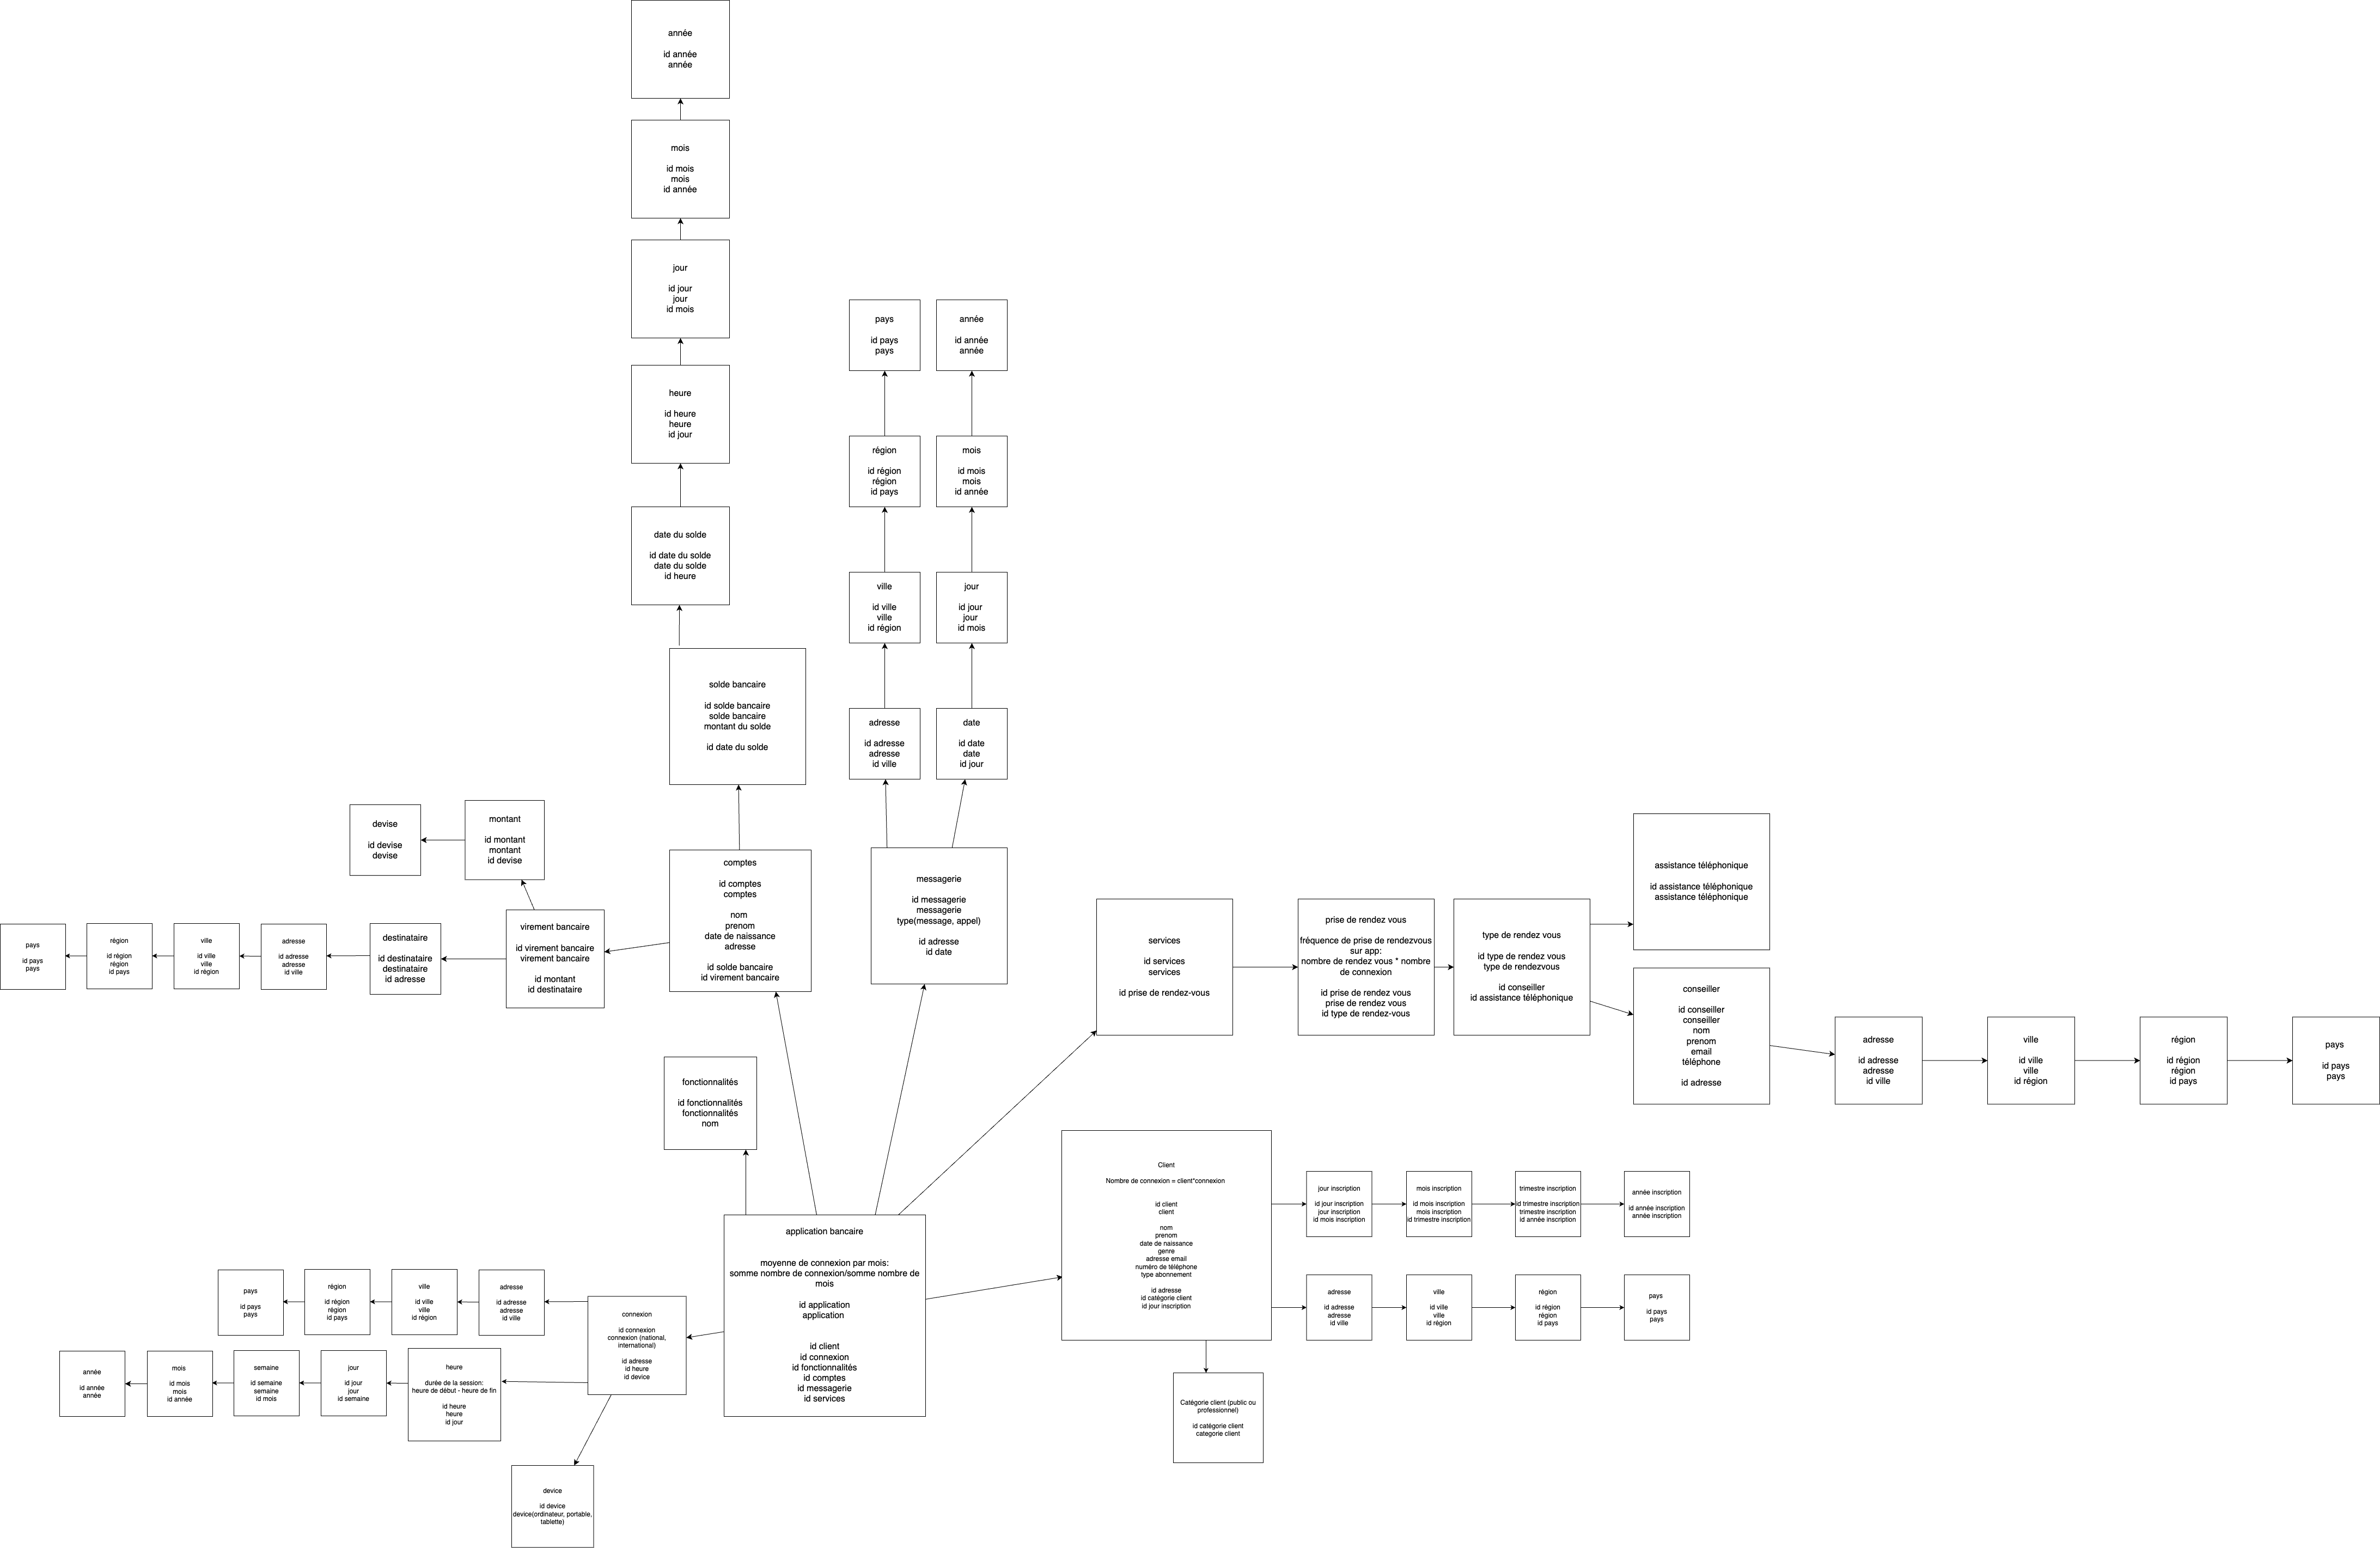 année
id année
année
mois
id mois
mois
id année
jour
id jour
jour
id mois
heure
id heure
heure
id jour
date du solde
id date du solde
date du solde
id heure
solde bancaire
id solde bancaire
solde bancaire
montant du solde
id date du solde
pays
id pays
pays
année
id année
année
région
id région
région
id pays
mois
id mois
mois
id année
ville
id ville
ville
id région
jour
id jour
jour
id mois
adresse
id adresse
adresse
id ville
date
id date
date
id jour
devise
id devise
devise
montant
id montant
montant
id devise
comptes
id comptes
comptes
nom
prenom
date de naissance
adresse
id solde bancaire
id virement bancaire
messagerie
id messagerie
messagerie
type(message, appel)
id adresse
id date
pays
id pays
pays
région
id région
région
id pays
ville
id ville
ville
id région
adresse
id adresse
adresse
id ville
destinataire
id destinataire
destinataire
id adresse
virement bancaire
id virement bancaire
virement bancaire
id montant
id destinataire
services
id services
services
id prise de rendez-vous
prise de rendez vous
fréquence de prise de rendezvous
sur app:
nombre de rendez vous * nombre
de connexion
id prise de rendez vous
prise de rendez vous
id type de rendez-vous
type de rendez vous
id type de rendez vous
type de rendezvous
id conseiller
id assistance téléphonique
assistance téléphonique
id assistance téléphonique
assistance téléphonique
conseiller
id conseiller
conseiller
nom
prenom
email
téléphone
id adresse
adresse
id adresse
adresse
id ville
ville
id ville
ville
id région
région
id région
région
id pays
pays
id pays
pays
fonctionnalités
id fonctionnalités
fonctionnalités
nom
Client
Nombre de connexion = client*connexion
id client
client
nom
prenom
date de naissance
genre
adresse email
numéro de téléphone
type abonnement
id adresse
id catégorie client
id jour inscription
jour inscription
id jour inscription
jour inscription
id mois inscription
mois inscription
id mois inscription
mois inscription
id trimestre inscription
trimestre inscription
id trimestre inscription
trimestre inscription
id année inscription
année inscription
id année inscription
année inscription
adresse
id adresse
adresse
id ville
ville
id ville
ville
id région
région
id région
région
id pays
pays
id pays
pays
application bancaire
moyenne de connexion par mois:
somme nombre de connexion/somme nombre de
mois
id application
application
id client
id connexion
id fonctionnalités
id comptes
id messagerie
id services
pays
id pays
pays
région
id région
région
id pays
ville
id ville
ville
id région
adresse
id adresse
adresse
id ville
connexion
id connexion
connexion (national,
international)
id adresse
id heure
id device
année
id année
année
mois
id mois
mois
id année
semaine
id semaine
semaine
id mois
jour
id jour
jour
id semaine
heure
durée de la session:
heure de début - heure de fin
id heure
heure
id jour
Catégorie client (public ou
professionnel)
id catégorie client
categorie client
device
id device
device(ordinateur, portable,
tablette)